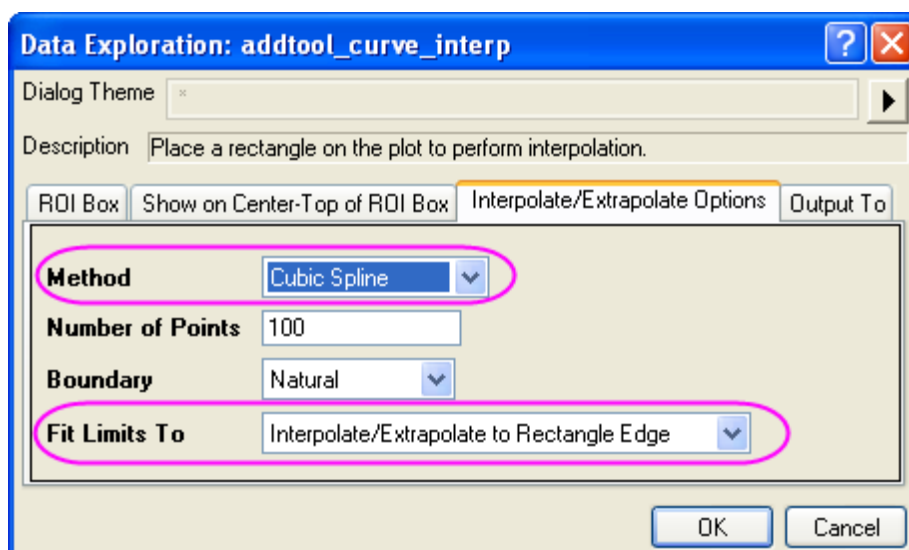 Data Exploration: addtool_curve_interp
Dialog Theme *
Description Place a rectangle on the plot to perform interpolation.
ROI Box Show on Center-Top of ROI Box Interpolate/Extrapolate Options Output To
Method Cubic Spline
Number of Points 100
Boundary Natural
Fit Limits To Interpolate/Extrapolate to Rectangle Edge
OK Cancel